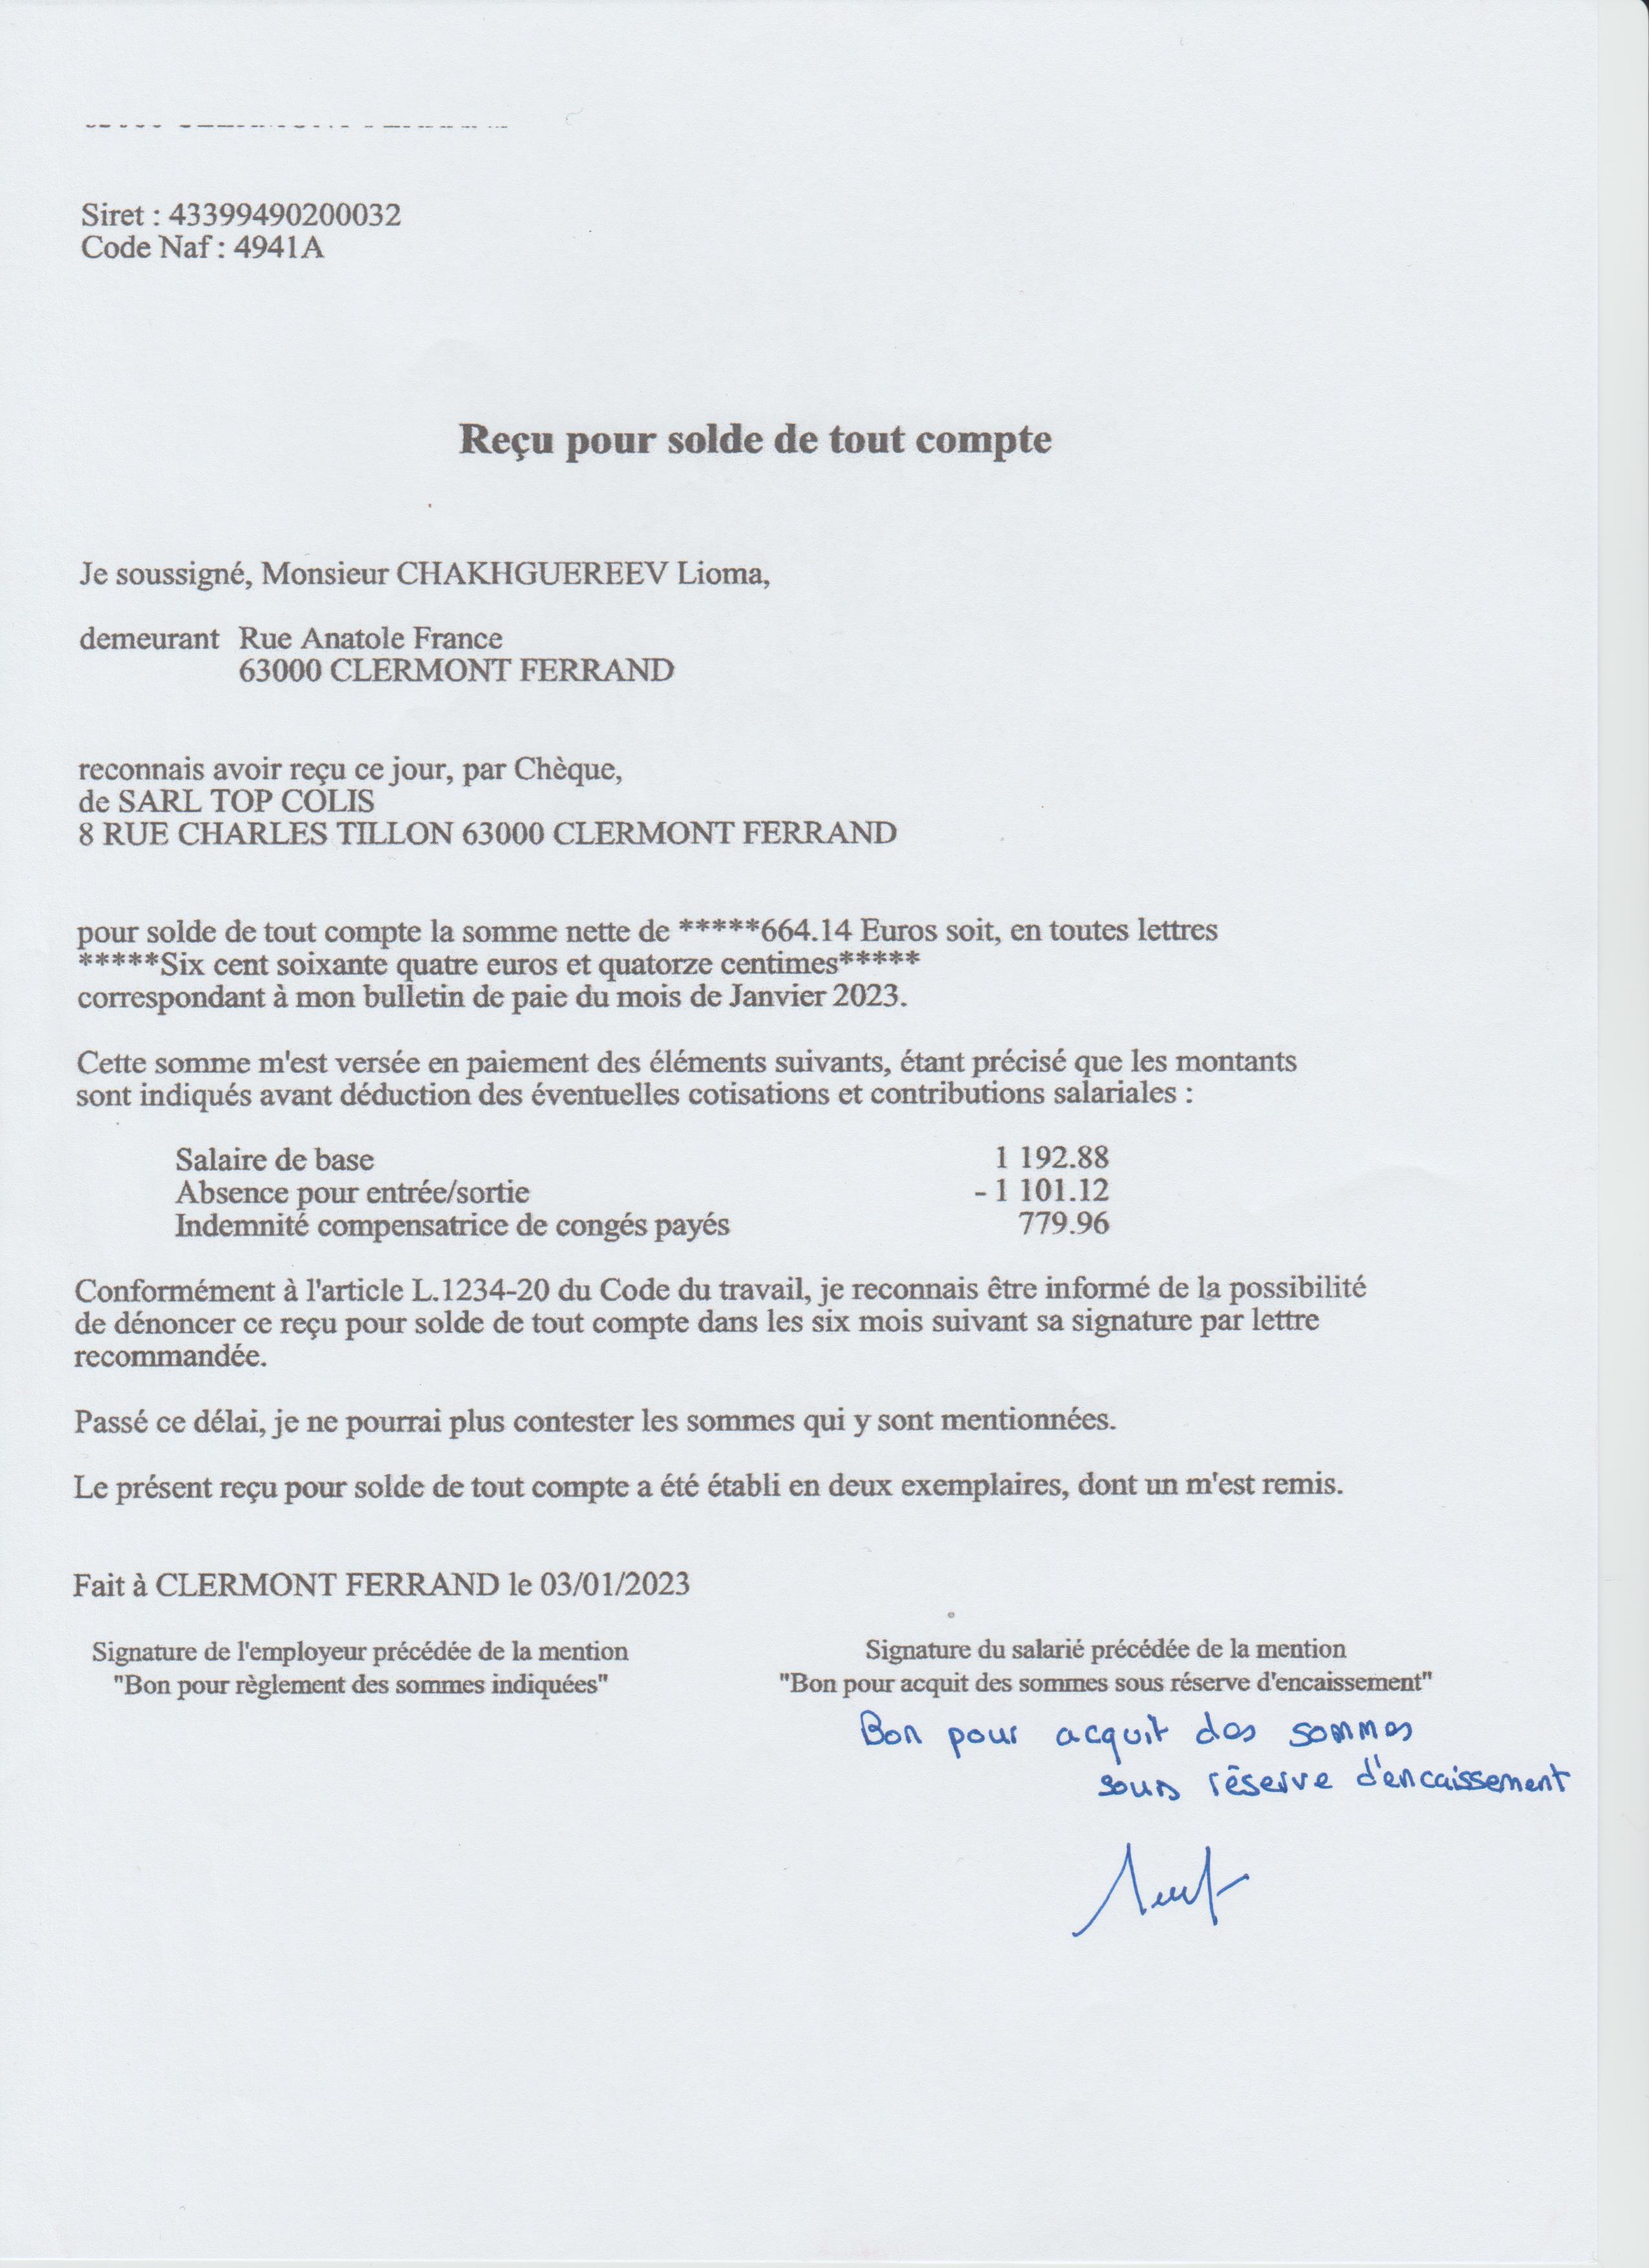 Siret : 43399490200032
Code Naf : 4941A
Reçu pour solde de tout compte
Je soussigné, Monsieur CHAKHGUEREEV Lioma,
demeurant Rue Anatole France
63000 CLERMONT FERRAND
reconnais avoir reçu ce jour, par Chèque,
de SARL TOP COLIS
8 RUE CHARLES TILLON 63000 CLERMONT FERRAND
pour solde de tout compte la somme nette de *****664.14 Euros soit, en toutes lettres
*****Six cent soixante quatre euros et quatorze centimes*****
correspondant à mon bulletin de paie du mois de Janvier 2023.
Cette somme m'est versée en paiement des éléments suivants, étant précisé que les montants
sont indiqués avant déduction des éventuelles cotisations et contributions salariales :
Salaire de base 1 192.88
Absence pour entrée/sortie - 1 101.12
Indemnité compensatrice de congés payés 779.96
Conformément à l'article L.1234-20 du Code du travail, je reconnais être informé de la possibilité
de dénoncer ce reçu pour solde de tout compte dans les six mois suivant sa signature par lettre
recommandée.
Passé ce délai, je ne pourrai plus contester les sommes qui y sont mentionnées.
Le présent reçu pour solde de tout compte a été établi en deux exemplaires, dont un m'est remis.
Fait à CLERMONT FERRAND le 03/01/2023
Signature de l'employeur précédée de la mention
"Bon pour règlement des sommes indiquées"
Signature du salarié précédée de la mention
"Bon pour acquit des sommes sous réserve d'encaissement"
Bon pour acquit des sommes
sous réserve d'encaissement